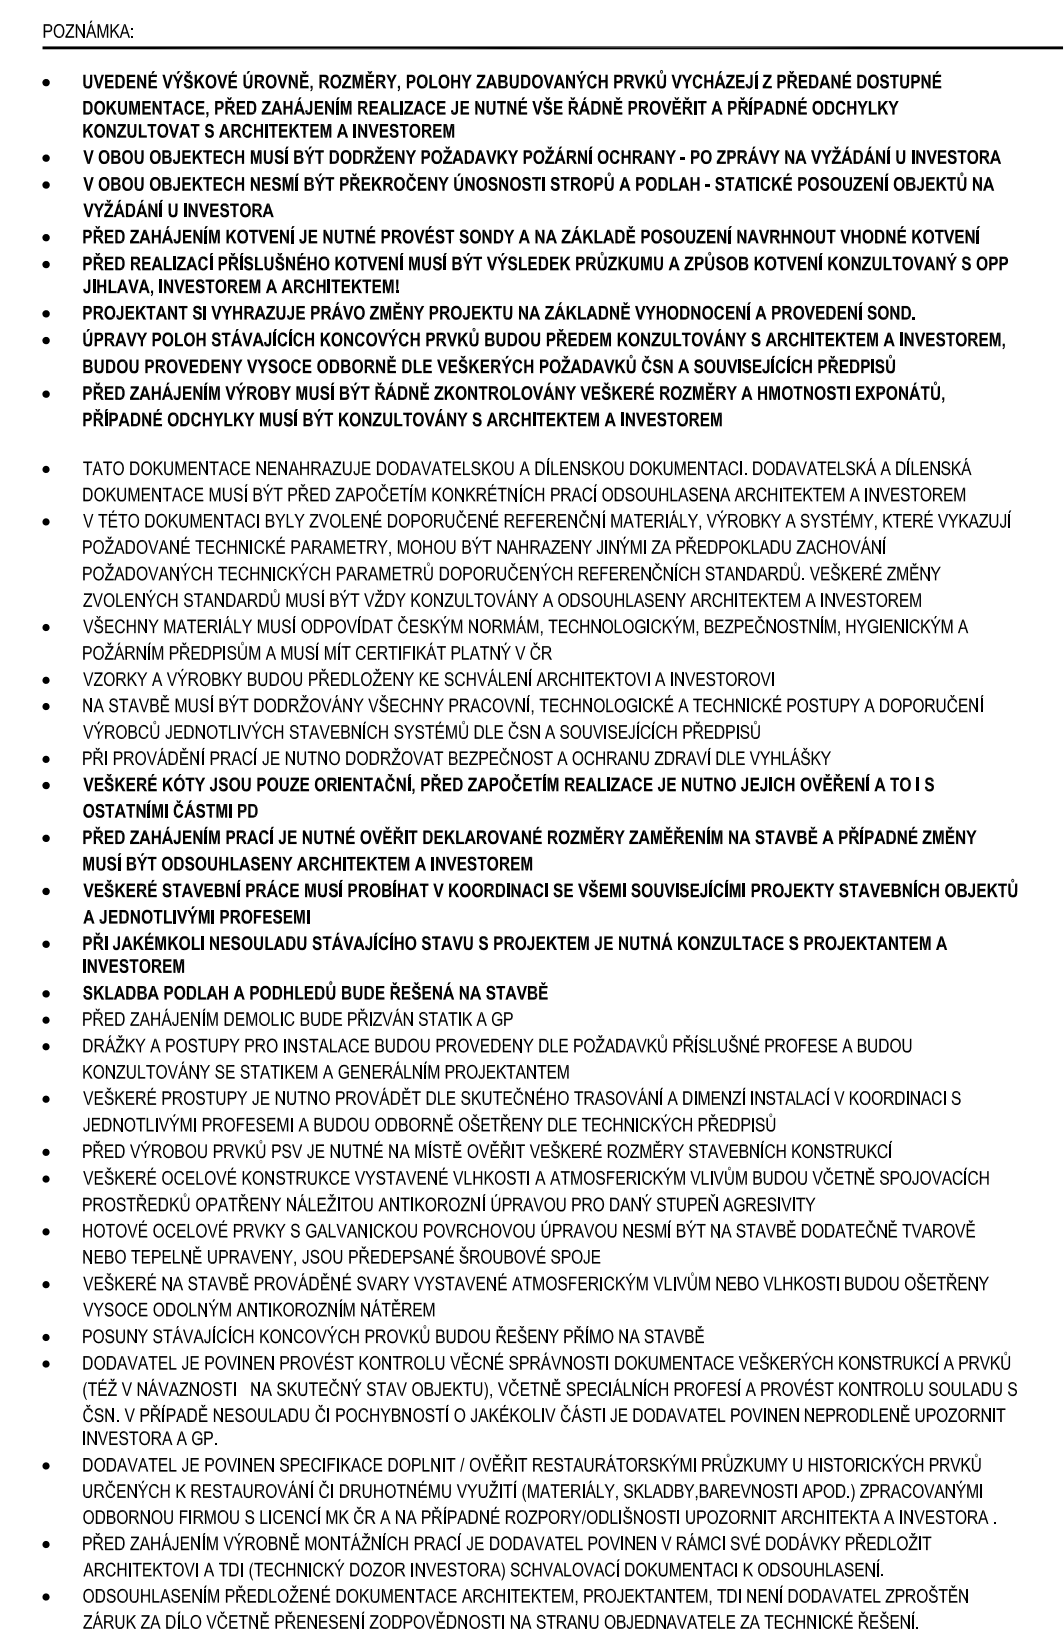 POZNÁMKA:
• UVEDENÉ VÝŠKOVÉ ÚROVNĚ, ROZMĚRY, POLOHY ZABUDOVANÝCH PRVKŮ VYCHÁZEJÍ Z PŘEDANÉ DOSTUPNÉ
DOKUMENTACE, PŘED ZAHÁJENÍM REALIZACE JE NUTNÉ VŠE ŘÁDNĚ PROVĚŘIT A PŘÍPADNÉ ODCHYLKY
KONZULTOVAT S ARCHITEKTEM A INVESTOREM
• V OBOU OBJEKTECH MUSÍ BÝT DODRŽENY POŽADAVKY POŽÁRNÍ OCHRANY - PO ZPRÁVY NA VYŽÁDÁNÍ U INVESTORA
• V OBOU OBJEKTECH NESMÍ BÝT PŘEKROČENY ÚNOSNOSTI STROPŮ A PODLAH - STATICKÉ POSOUZENÍ OBJEKTŮ NA
VYŽÁDÁNÍ U INVESTORA
• PŘED ZAHÁJENÍM KOTVENÍ JE NUTNÉ PROVÉST SONDY A NA ZÁKLADĚ POSOUZENÍ NAVRHNOUT VHODNÉ KOTVENÍ
• PŘED REALIZACÍ PŘÍSLUŠNÉHO KOTVENÍ MUSÍ BÝT VÝSLEDEK PRŮZKUMU A ZPŮSOB KOTVENÍ KONZULTOVANÝ S OPP
JIHLAVA, INVESTOREM A ARCHITEKTEM!
• PROJEKTANT SI VYHRAZUJE PRÁVO ZMĚNY PROJEKTU NA ZÁKLADNĚ VYHODNOCENÍ A PROVEDENÍ SOND.
• ÚPRAVY POLOH STÁVAJÍCÍCH KONCOVÝCH PRVKŮ BUDOU PŘEDEM KONZULTOVÁNY S ARCHITEKTEM A INVESTOREM,
BUDOU PROVEDENY VYSOCE ODBORNĚ DLE VEŠKERÝCH POŽADAVKŮ ČSN A SOUVISEJÍCÍCH PŘEDPISŮ
• PŘED ZAHÁJENÍM VÝROBY MUSÍ BÝT ŘÁDNĚ ZKONTROLOVÁNY VEŠKERÉ ROZMĚRY A HMOTNOSTI EXPONÁTŮ,
PŘÍPADNÉ ODCHYLKY MUSÍ BÝT KONZULTOVÁNY S ARCHITEKTEM A INVESTOREM
• TATO DOKUMENTACE NENAHRAZUJE DODAVATELSKOU A DÍLENSKOU DOKUMENTACI. DODAVATELSKÁ A DÍLENSKÁ
DOKUMENTACE MUSÍ BÝT PŘED ZAPOČETÍM KONKRÉTNÍCH PRACÍ ODSOUHLASENA ARCHITEKTEM A INVESTOREM
• V TÉTO DOKUMENTACI BYLY ZVOLENÉ DOPORUČENÉ REFERENČNÍ MATERIÁLY, VÝROBKY A SYSTÉMY, KTERÉ VYKAZUJÍ
POŽADOVANÉ TECHNICKÉ PARAMETRY, MOHOU BÝT NAHRAZENY JINÝMI ZA PŘEDPOKLADU ZACHOVÁNÍ
POŽADOVANÝCH TECHNICKÝCH PARAMETRŮ DOPORUČENÝCH REFERENČNÍCH STANDARDŮ. VEŠKERÉ ZMĚNY
ZVOLENÝCH STANDARDŮ MUSÍ BÝT VŽDY KONZULTOVÁNY A ODSOUHLASENY ARCHITEKTEM A INVESTOREM
• VŠECHNY MATERIÁLY MUSÍ ODPOVÍDAT ČESKÝM NORMÁM, TECHNOLOGICKÝM, BEZPEČNOSTNÍM, HYGIENICKÝM A
POŽÁRNÍM PŘEDPISŮM A MUSÍ MÍT CERTIFIKÁT PLATNÝ V ČR
• VZORKY A VÝROBKY BUDOU PŘEDLOŽENY KE SCHVÁLENÍ ARCHITEKTOVI A INVESTOROVI
• NA STAVBĚ MUSÍ BÝT DODRŽOVÁNY VŠECHNY PRACOVNÍ, TECHNOLOGICKÉ A TECHNICKÉ POSTUPY A DOPORUČENÍ
VÝROBCŮ JEDNOTLIVÝCH STAVEBNÍCH SYSTÉMŮ DLE ČSN A SOUVISEJÍCÍCH PŘEDPISŮ
• PŘI PROVÁDĚNÍ PRACÍ JE NUTNO DODRŽOVAT BEZPEČNOST A OCHRANU ZDRAVÍ DLE VYHLÁŠKY
• VEŠKERÉ KÓTY JSOU POUZE ORIENTAČNÍ, PŘED ZAPOČETÍM REALIZACE JE NUTNO JEJICH OVĚŘENÍ A TO I S
OSTATNÍMI ČÁSTMI PD
• PŘED ZAHÁJENÍM PRACÍ JE NUTNÉ OVĚŘIT DEKLAROVANÉ ROZMĚRY ZAMĚŘENÍM NA STAVBĚ A PŘÍPADNÉ ZMĚNY
MUSÍ BÝT ODSOUHLASENY ARCHITEKTEM A INVESTOREM
• VEŠKERÉ STAVEBNÍ PRÁCE MUSÍ PROBÍHAT V KOORDINACI SE VŠEMI SOUVISEJÍCÍMI PROJEKTY STAVEBNÍCH OBJEKTŮ
A JEDNOTLIVÝMI PROFESEMI
• PŘI JAKÉMKOLI NESOULADU STÁVAJÍCÍHO STAVU S PROJEKTEM JE NUTNÁ KONZULTACE S PROJEKTANTEM A
INVESTOREM
• SKLADBA PODLAH A PODHLEDŮ BUDE ŘEŠENÁ NA STAVBĚ
• PŘED ZAHÁJENÍM DEMOLIC BUDE PŘIZVÁN STATIK A GP
• DRÁŽKY A POSTUPY PRO INSTALACE BUDOU PROVEDENY DLE POŽADAVKŮ PŘÍSLUŠNÉ PROFESE A BUDOU
KONZULTOVÁNY SE STATIKEM A GENERÁLNÍM PROJEKTANTEM
• VEŠKERÉ PROSTUPY JE NUTNO PROVÁDĚT DLE SKUTEČNÉHO TRASOVÁNÍ A DIMENZÍ INSTALACÍ V KOORDINACI S
JEDNOTLIVÝMI PROFESEMI A BUDOU ODBORNĚ OŠETŘENY DLE TECHNICKÝCH PŘEDPISŮ
• PŘED VÝROBOU PRVKŮ PSV JE NUTNÉ NA MÍSTĚ OVĚŘIT VEŠKERÉ ROZMĚRY STAVEBNÍCH KONSTRUKCÍ
• VEŠKERÉ OCELOVÉ KONSTRUKCE VYSTAVENÉ VLHKOSTI A ATMOSFERICKÝM VLIVŮM BUDOU VČETNĚ SPOJOVACÍCH
PROSTŘEDKŮ OPATŘENY NÁLEŽITOU ANTIKOROZNÍ ÚPRAVOU PRO DANÝ STUPEŇ AGRESIVITY
• HOTOVÉ OCELOVÉ PRVKY S GALVANICKOU POVRCHOVOU ÚPRAVOU NESMÍ BÝT NA STAVBĚ DODATEČNĚ TVAROVĚ
NEBO TEPELNĚ UPRAVENY, JSOU PŘEDEPSANÉ ŠROUBOVÉ SPOJE
• VEŠKERÉ NA STAVBĚ PROVÁDĚNÉ SVARY VYSTAVENÉ ATMOSFERICKÝM VLIVŮM NEBO VLHKOSTI BUDOU OŠETŘENY
VYSOCE ODOLNÝM ANTIKOROZNÍM NÁTĚREM
• POSUNY STÁVAJÍCÍCH KONCOVÝCH PROVKŮ BUDOU ŘEŠENY PŘÍMO NA STAVBĚ
• DODAVATEL JE POVINEN PROVÉST KONTROLU VĚCNÉ SPRÁVNOSTI DOKUMENTACE VEŠKERÝCH KONSTRUKCÍ A PRVKŮ
(TÉŽ V NÁVAZNOSTI NA SKUTEČNÝ STAV OBJEKTU), VČETNĚ SPECIÁLNÍCH PROFESÍ A PROVÉST KONTROLU SOULADU S
ČSN. V PŘÍPADĚ NESOULADU ČI POCHYBNOSTÍ O JAKÉKOLIV ČÁSTI JE DODAVATEL POVINEN NEPRODLENĚ UPOZORNIT
INVESTORA A GP.
• DODAVATEL JE POVINEN SPECIFIKACE DOPLNIT / OVĚŘIT RESTAURÁTORSKÝMI PRŮZKUMY U HISTORICKÝCH PRVKŮ
URČENÝCH K RESTAUROVÁNÍ ČI DRUHOTNÉMU VYUŽITÍ (MATERIÁLY, SKLADBY,BAREVNOSTI APOD.) ZPRACOVANÝMI
ODBORNOU FIRMOU S LICENCÍ MK ČR A NA PŘÍPADNÉ ROZPORY/ODLIŠNOSTI UPOZORNIT ARCHITEKTA A INVESTORA .
• PŘED ZAHÁJENÍM VÝROBNĚ MONTÁŽNÍCH PRACÍ JE DODAVATEL POVINEN V RÁMCI SVÉ DODÁVKY PŘEDLOŽIT
ARCHITEKTOVI A TDI (TECHNICKÝ DOZOR INVESTORA) SCHVALOVACÍ DOKUMENTACI K ODSOUHLASENÍ.
• ODSOUHLASENÍM PŘEDLOŽENÉ DOKUMENTACE ARCHITEKTEM, PROJEKTANTEM, TDI NENÍ DODAVATEL ZPROŠTĚN
ZÁRUK ZA DÍLO VČETNĚ PŘENESENÍ ZODPOVĚDNOSTI NA STRANU OBJEDNAVATELE ZA TECHNICKÉ ŘEŠENÍ.